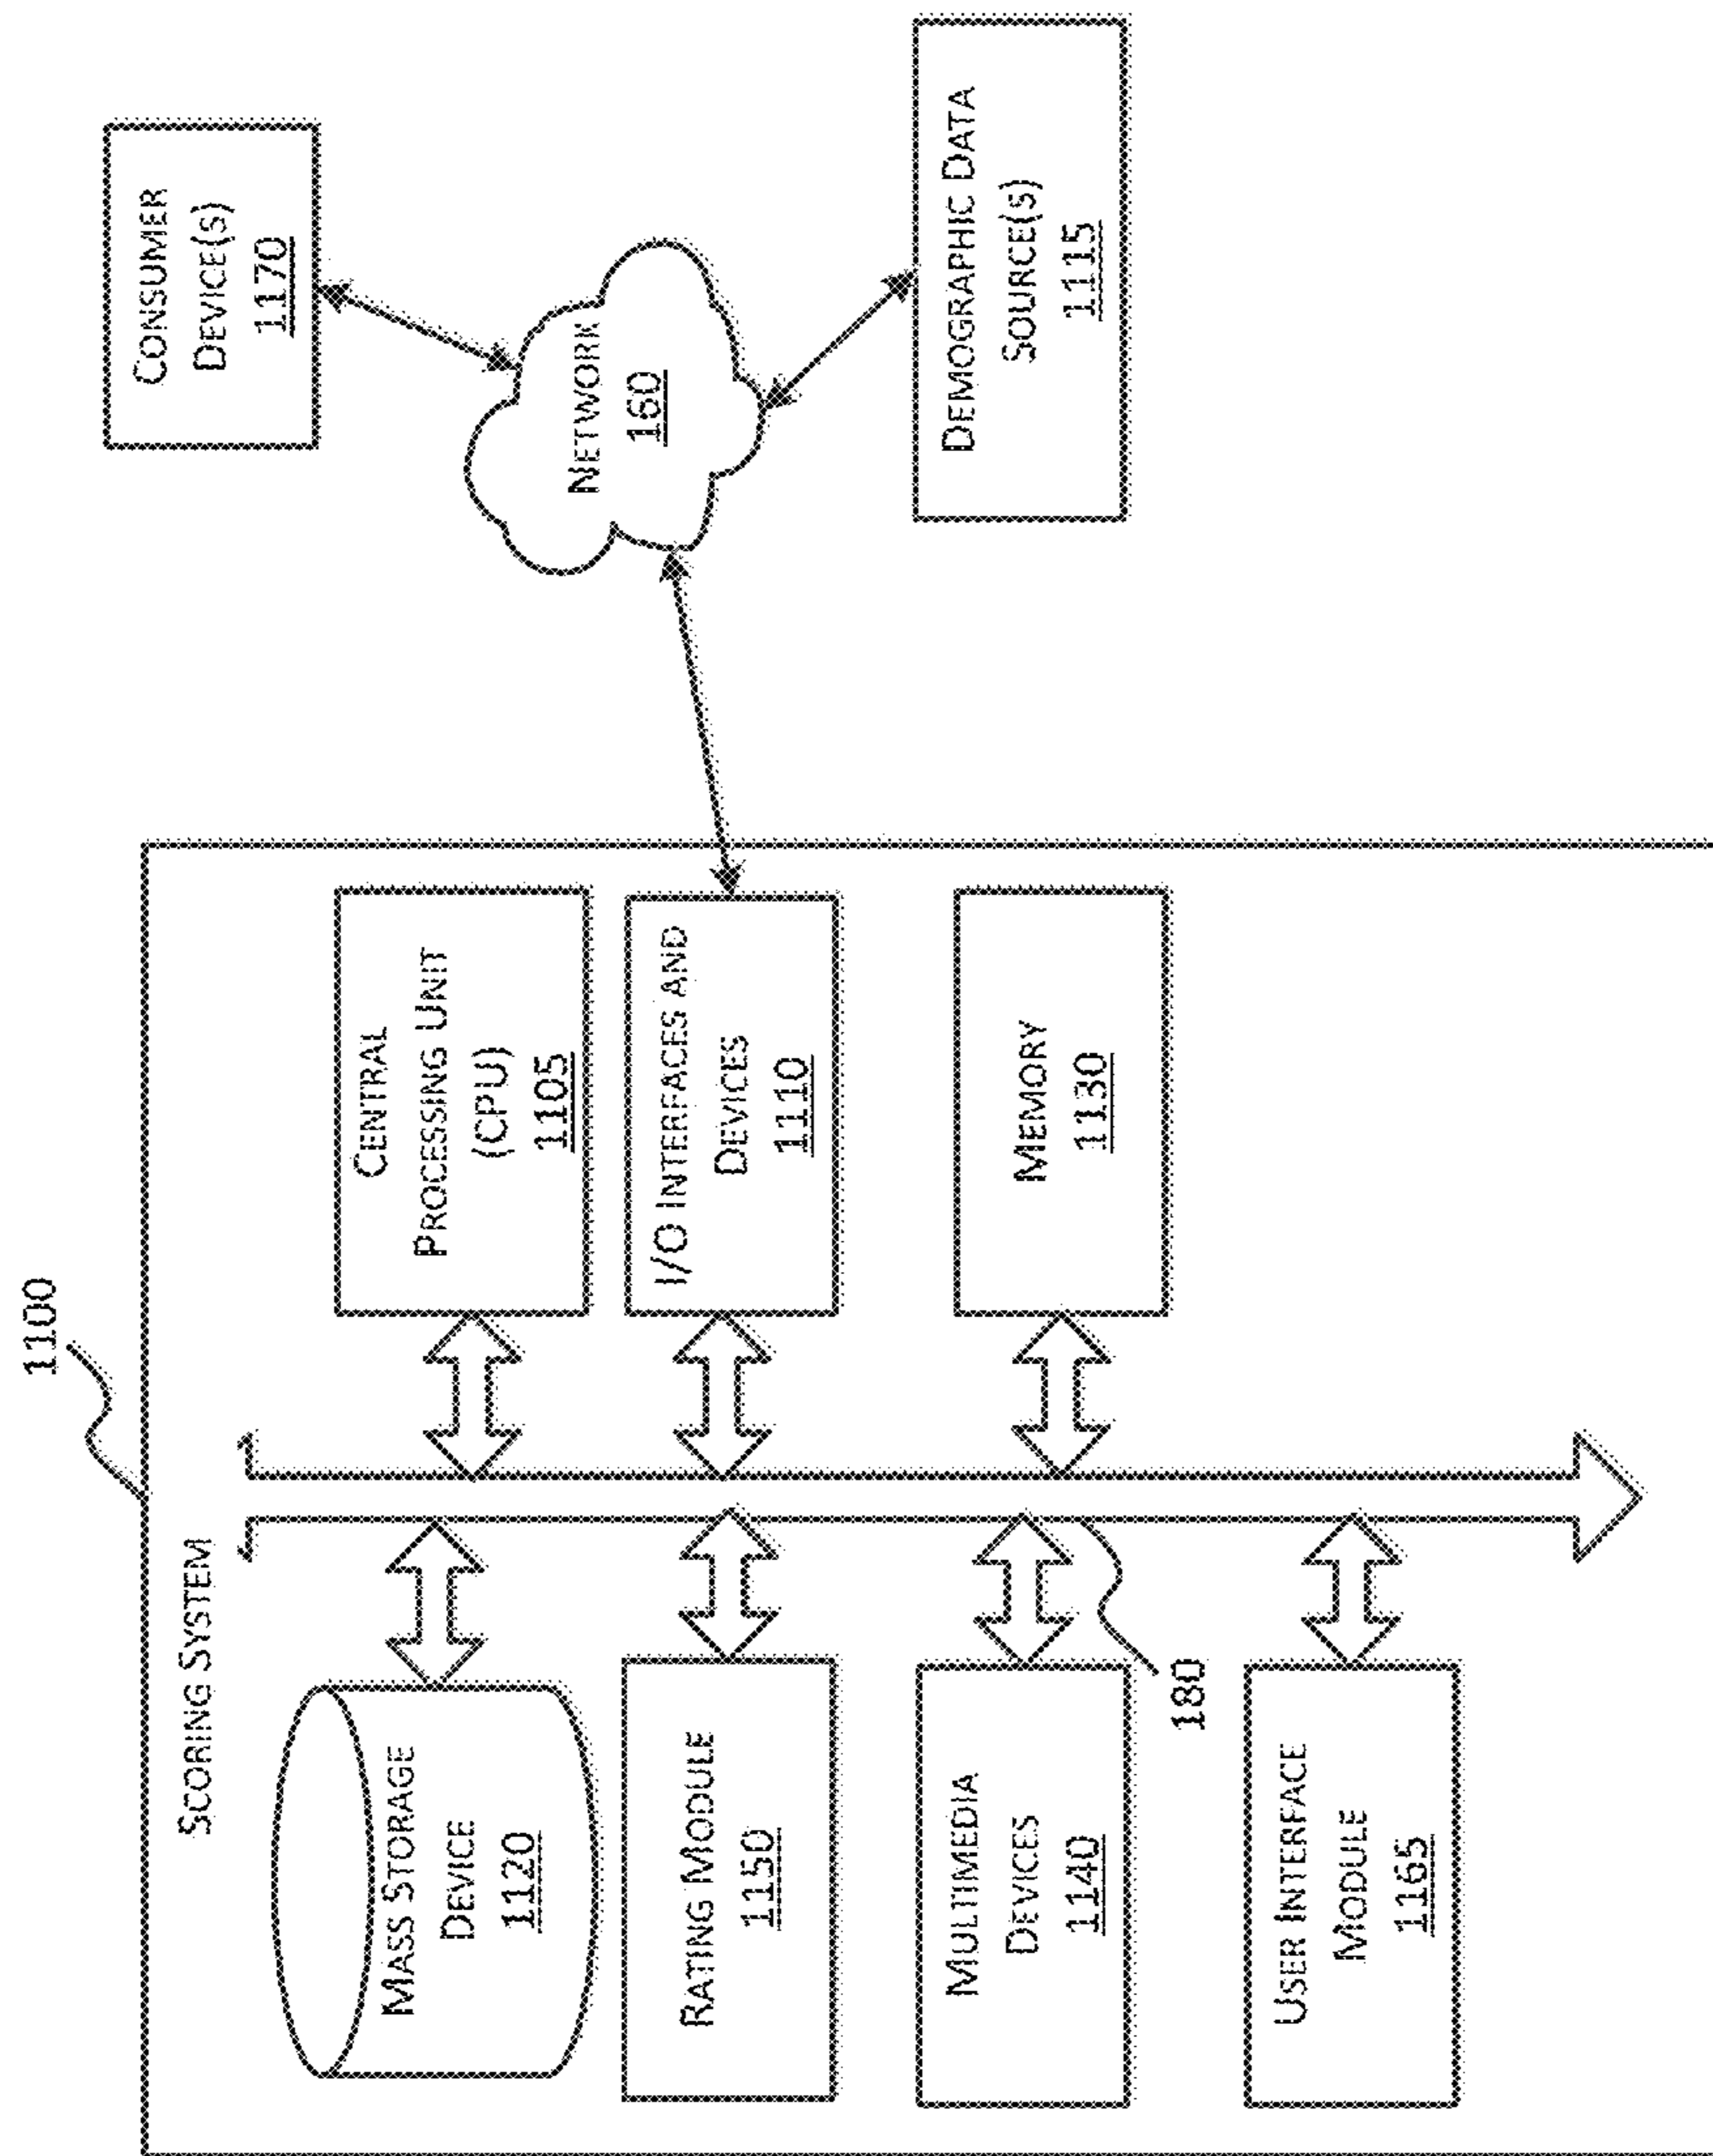 1100
SCORING SYSTEM
MASS STORAGE
DEVICE
1120
CENTRAL
PROCESSING UNIT
(CPU)
1105
CONSUMER
DEVICE(S)
1170
RATING MODULE
1150
I/O INTERFACES AND
DEVICES
1110
NETWORK
160
MULTIMEDIA
DEVICES
1140
MEMORY
1130
DEMOGRAPHIC DATA
SOURCE(S)
1115
180
USER INTERFACE
MODULE
1165